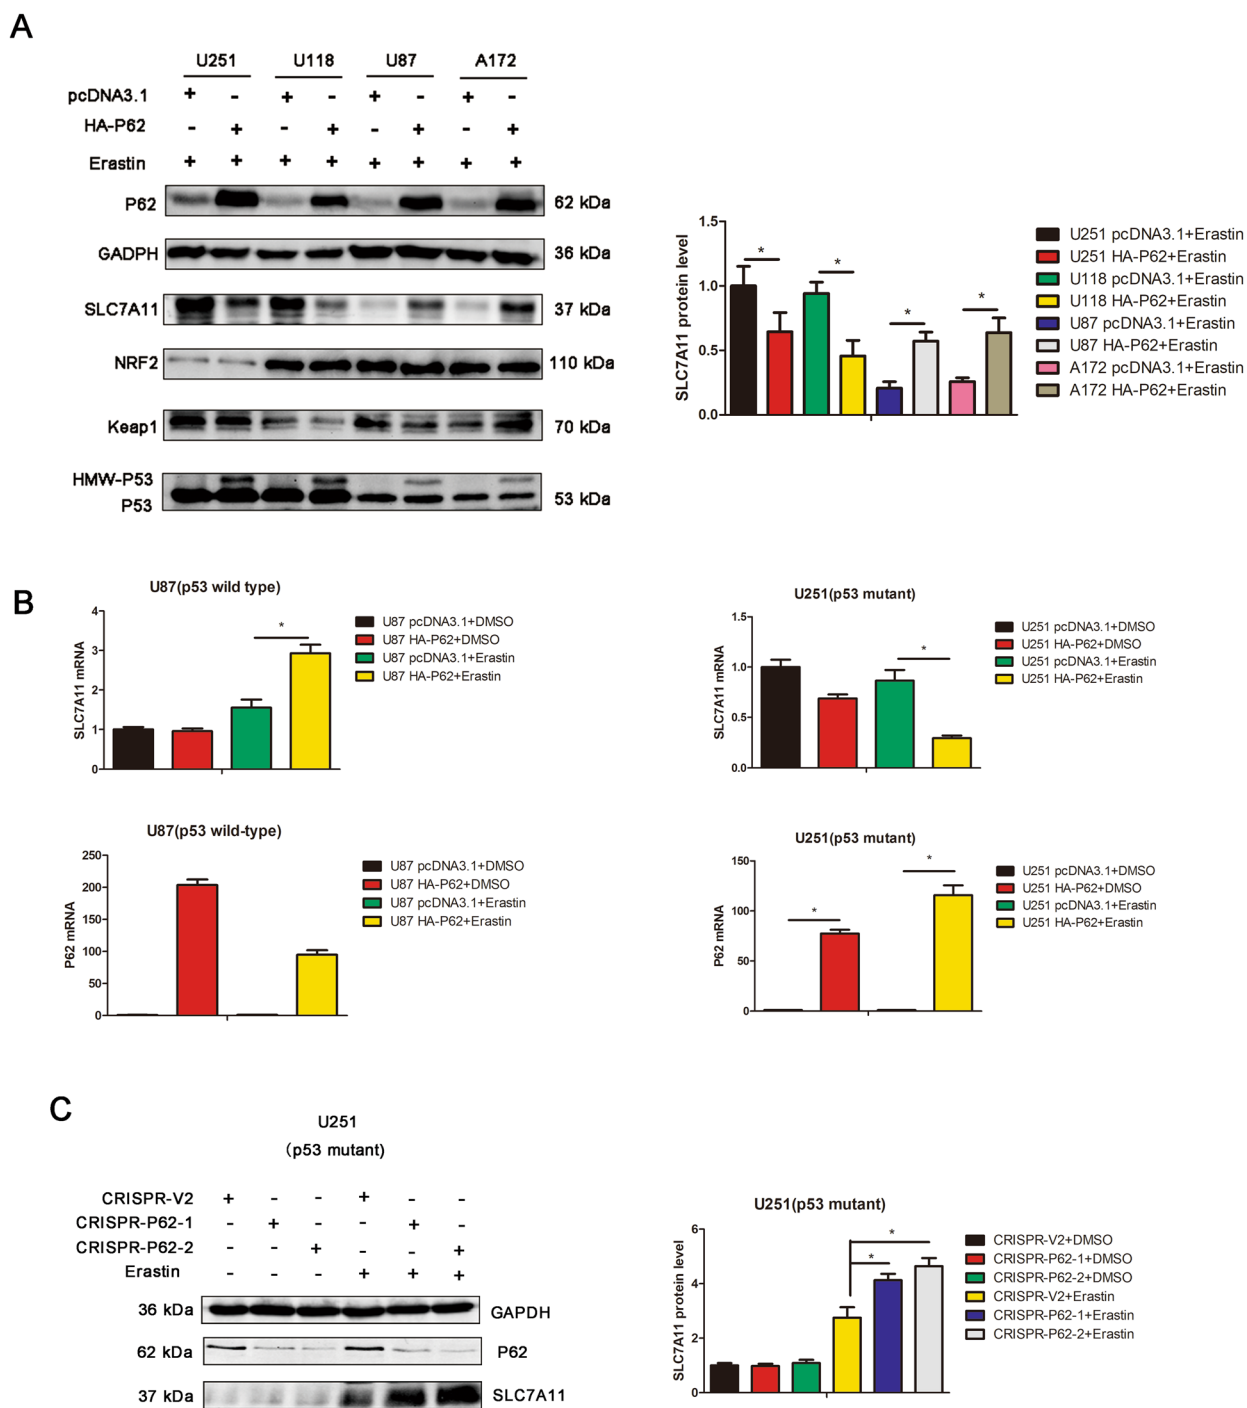 A
U251 U118 U87 A172
pcDNA3.1 + - + - + - + -
HA-P62 - + - + - + - +
Erastin + + + + + + + +
P62 62 kDa
GADPH 36 kDa
SLC7A11 37 kDa
NRF2 110 kDa
Keap1 70 kDa
HMW-P53
P53 53 kDa
SLC7A11 protein level
1.5
1.0
0.5
0.0
* * * *
U251 pcDNA3.1+Erastin
U251 HA-P62+Erastin
U118 pcDNA3.1+Erastin
U118 HA-P62+Erastin
U87 pcDNA3.1+Erastin
U87 HA-P62+Erastin
A172 pcDNA3.1+Erastin
A172 HA-P62+Erastin
B
U87(p53 wild type)
SLC7A11 mRNA
4
3
2
1
0
*
U87 pcDNA3.1+DMSO
U87 HA-P62+DMSO
U87 pcDNA3.1+Erastin
U87 HA-P62+Erastin
U251(p53 mutant)
SLC7A11 mRNA
1.5
1.0
0.5
0.0
*
U251 pcDNA3.1+DMSO
U251 HA-P62+DMSO
U251 pcDNA3.1+Erastin
U251 HA-P62+Erastin
U87(p53 wild-type)
P62 mRNA
250
200
150
100
50
0
U87 pcDNA3.1+DMSO
U87 HA-P62+DMSO
U87 pcDNA3.1+Erastin
U87 HA-P62+Erastin
U251(p53 mutant)
P62 mRNA
150
100
50
0
* *
U251 pcDNA3.1+DMSO
U251 HA-P62+DMSO
U251 pcDNA3.1+Erastin
U251 HA-P62+Erastin
C
U251
(p53 mutant)
CRISPR-V2 + - - + - -
CRISPR-P62-1 - + - - + -
CRISPR-P62-2 - - + - - +
Erastin - - - + + +
36 kDa GAPDH
62 kDa P62
37 kDa SLC7A11
U251(p53 mutant)
SLC7A11 protein level
6
4
2
0
* *
CRISPR-V2+DMSO
CRISPR-P62-1+DMSO
CRISPR-P62-2+DMSO
CRISPR-V2+Erastin
CRISPR-P62-1+Erastin
CRISPR-P62-2+Erastin